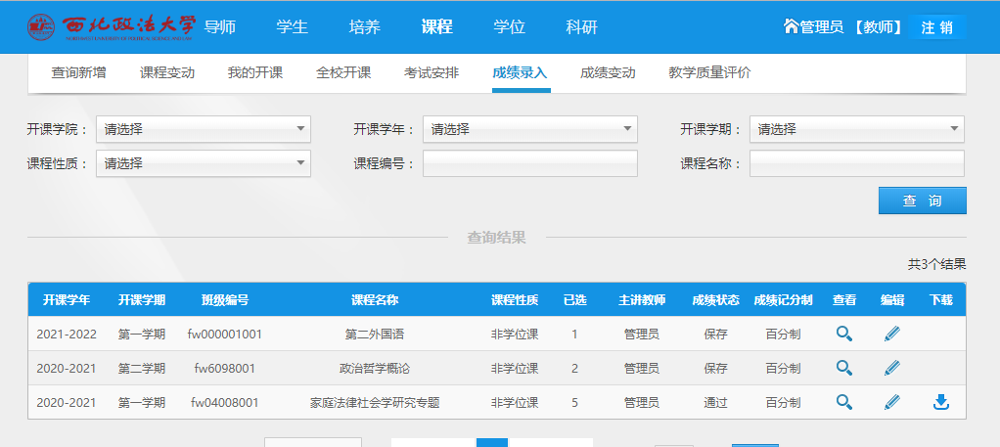 西北政法大学 导师 学生 培养 课程 学位 科研 管理员 【教师】 注 销
查询新增 课程变动 我的开课 全校开课 考试安排 成绩录入 成绩变动 教学质量评价
开课学院： 请选择 开课学年： 请选择 开课学期： 请选择
课程性质： 请选择 课程编号： 课程名称：
查 询
查询结果
共3个结果
开课学年 开课学期 班级编号 课程名称 课程性质 已选 主讲教师 成绩状态 成绩记分制 查看 编辑 下载
2021-2022 第一学期 fw000001001 第二外国语 非学位课 1 管理员 保存 百分制
2020-2021 第二学期 fw6098001 政治哲学概论 非学位课 2 管理员 保存 百分制
2020-2021 第一学期 fw04008001 家庭法律社会学研究专题 非学位课 5 管理员 通过 百分制